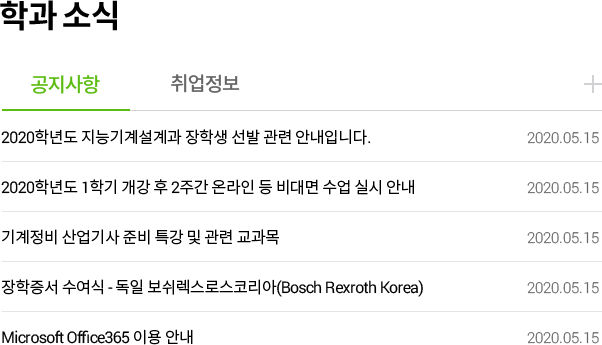 학과 소식
공지사항 취업정보
2020학년도 지능기계설계과 장학생 선발 관련 안내입니다. 2020.05.15
2020학년도 1학기 개강 후 2주간 온라인 등 비대면 수업 실시 안내 2020.05.15
기계정비 산업기사 준비 특강 및 관련 교과목 2020.05.15
장학증서 수여식 - 독일 보쉬렉스로스코리아(Bosch Rexroth Korea) 2020.05.15
Microsoft Office365 이용 안내 2020.05.15